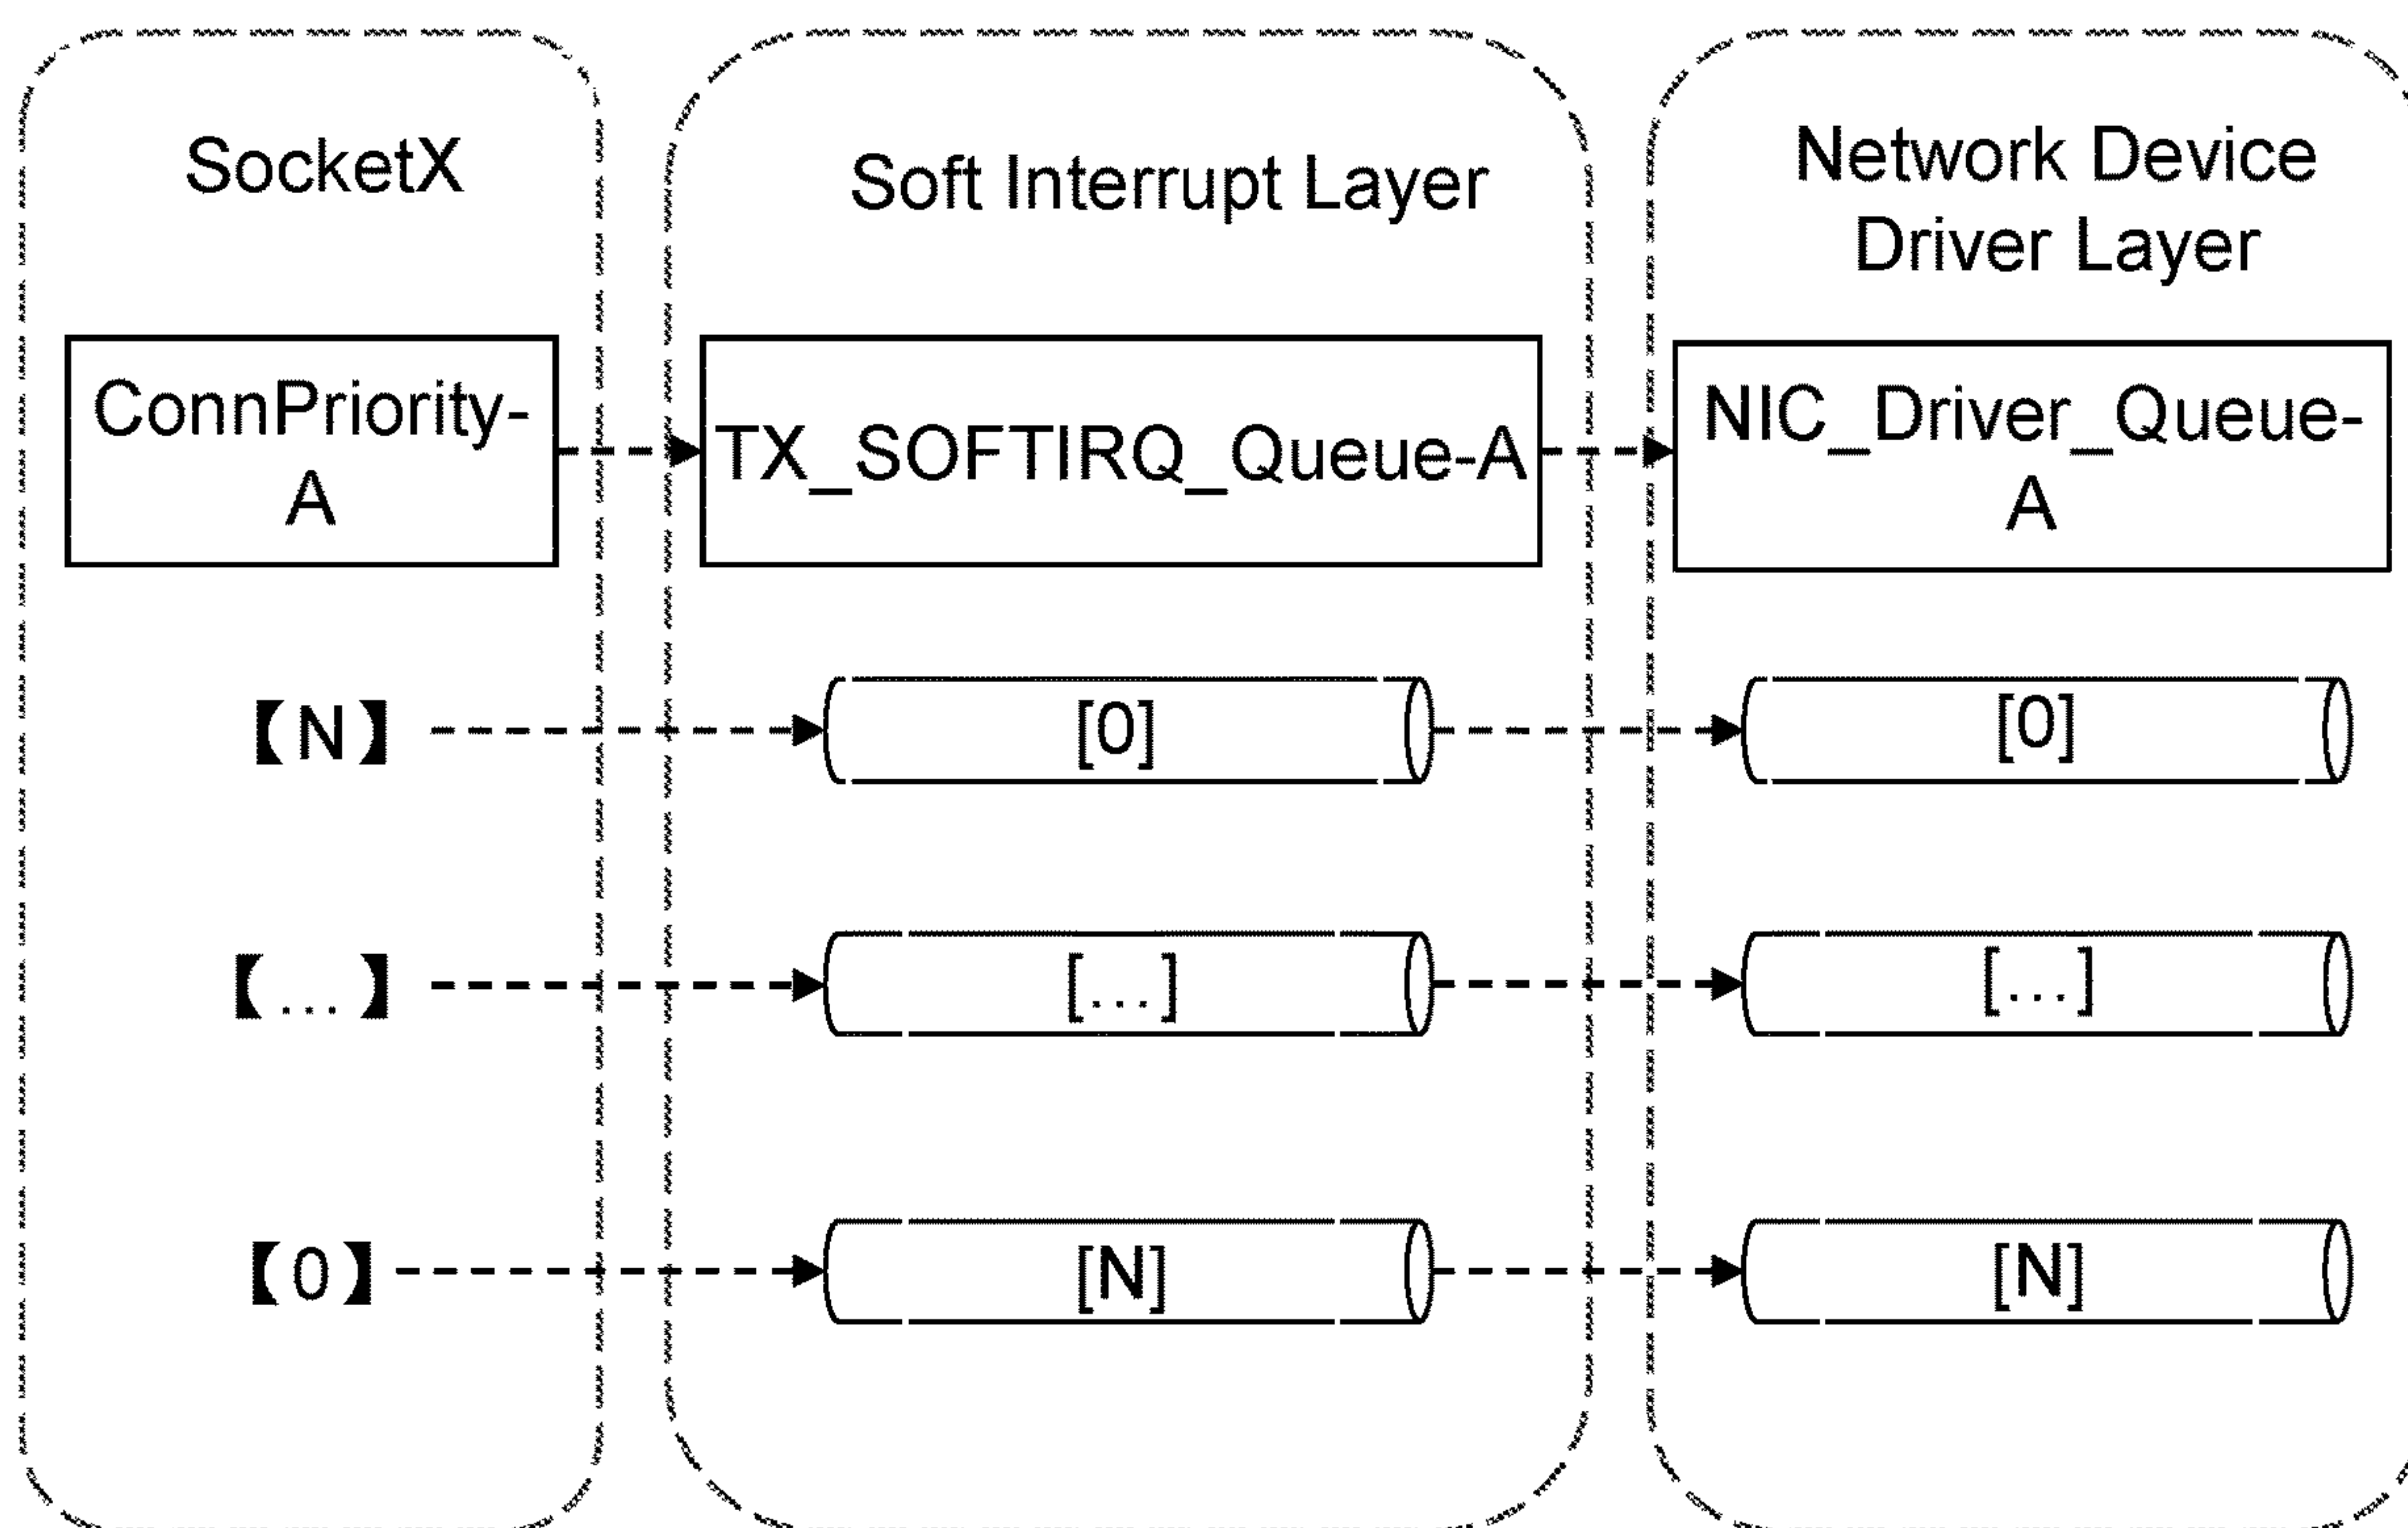 SocketX
Soft Interrupt Layer
Network Device
Driver Layer
ConnPriority-
A
TX_SOFTIRQ_Queue-A
NIC_Driver_Queue-
A
【N】
[0]
[0]
【...】
[...]
[...]
【0】
[N]
[N]